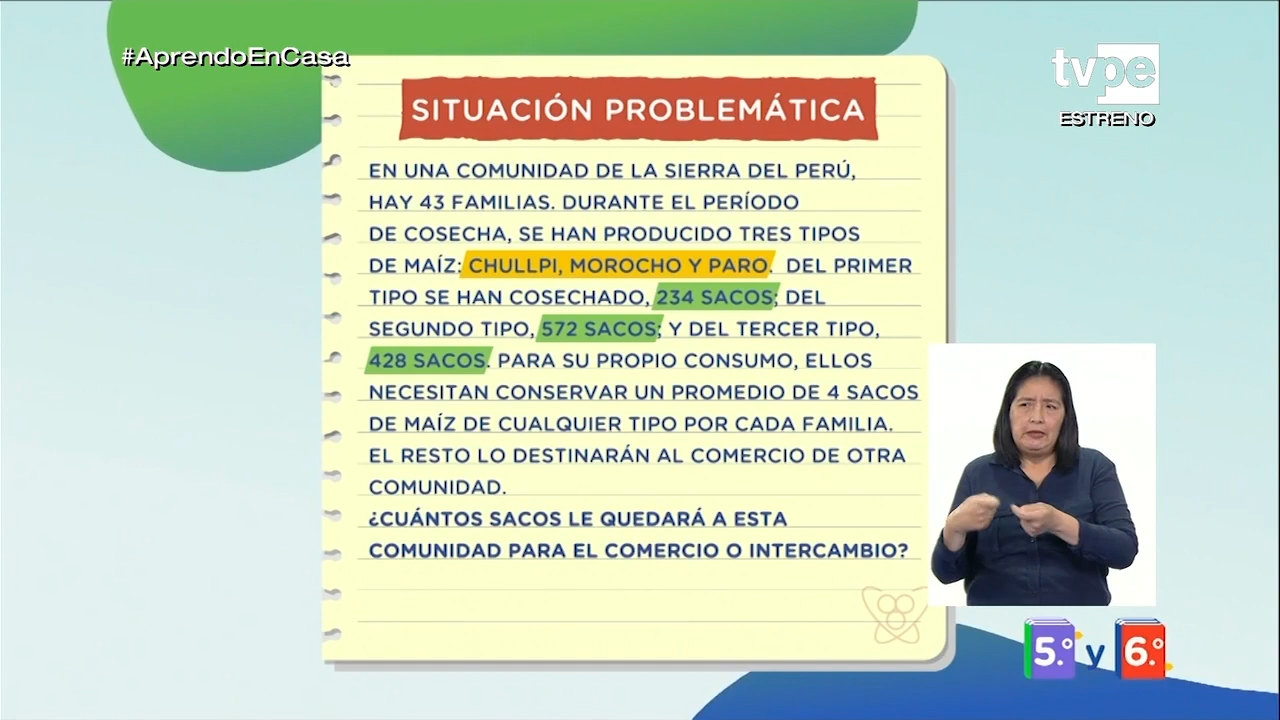 #AprendoEnCasa
tvpe
ESTRENO
SITUACIÓN PROBLEMÁTICA
EN UNA COMUNIDAD DE LA SIERRA DEL PERÚ,
HAY 43 FAMILIAS. DURANTE EL PERÍODO
DE COSECHA, SE HAN PRODUCIDO TRES TIPOS
DE MAÍZ: CHULLPI, MOROCHO Y PARO. DEL PRIMER
TIPO SE HAN COSECHADO, 234 SACOS; DEL
SEGUNDO TIPO, 572 SACOS; Y DEL TERCER TIPO,
428 SACOS. PARA SU PROPIO CONSUMO, ELLOS
NECESITAN CONSERVAR UN PROMEDIO DE 4 SACOS
DE MAÍZ DE CUALQUIER TIPO POR CADA FAMILIA.
EL RESTO LO DESTINARÁN AL COMERCIO DE OTRA
COMUNIDAD.
¿CUÁNTOS SACOS LE QUEDARÁ A ESTA
COMUNIDAD PARA EL COMERCIO O INTERCAMBIO?
5.º y 6.º